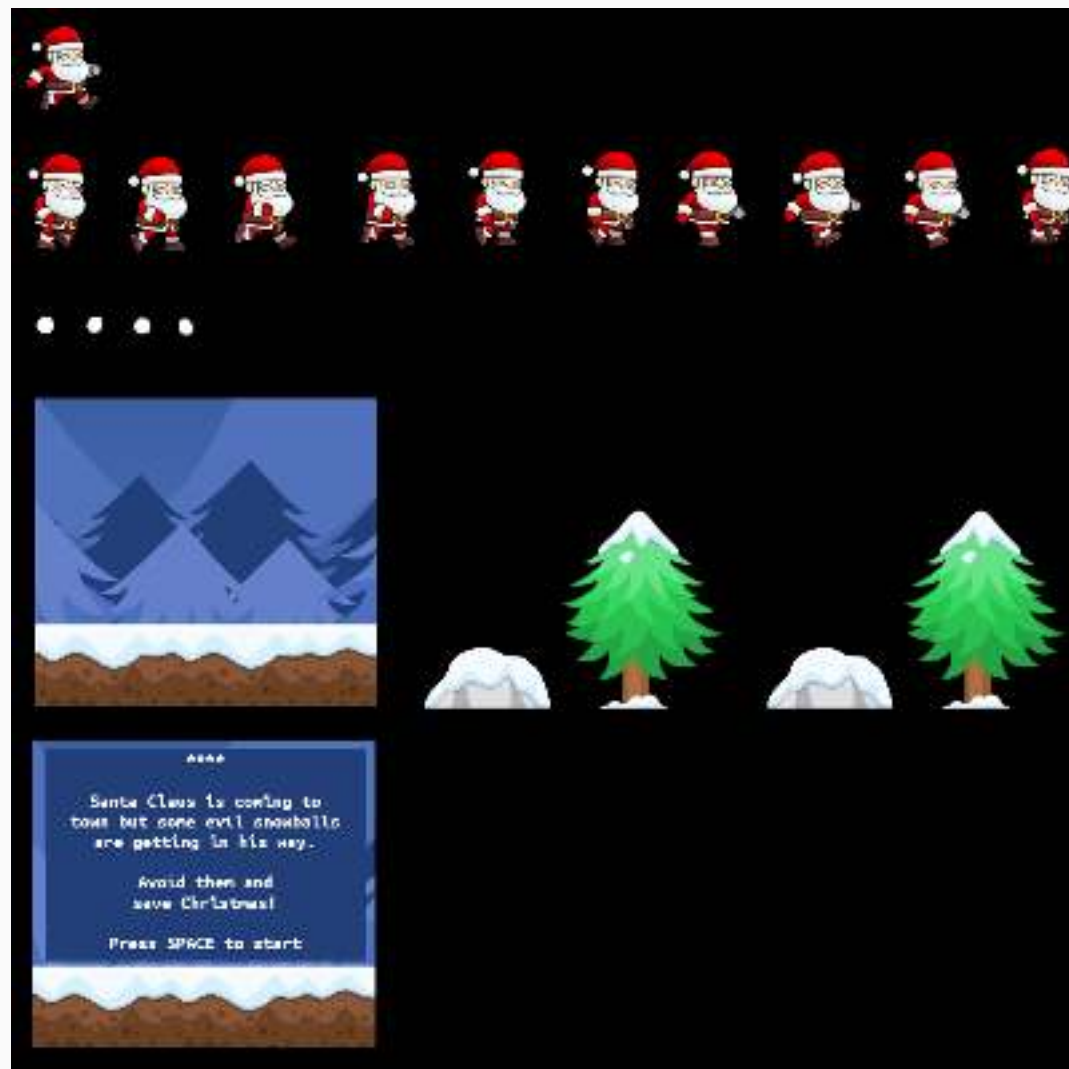 ****
Santa Claus is coming to
town but some evil snowballs
are getting in his way.
Avoid them and
save Christmas!
Press SPACE to start